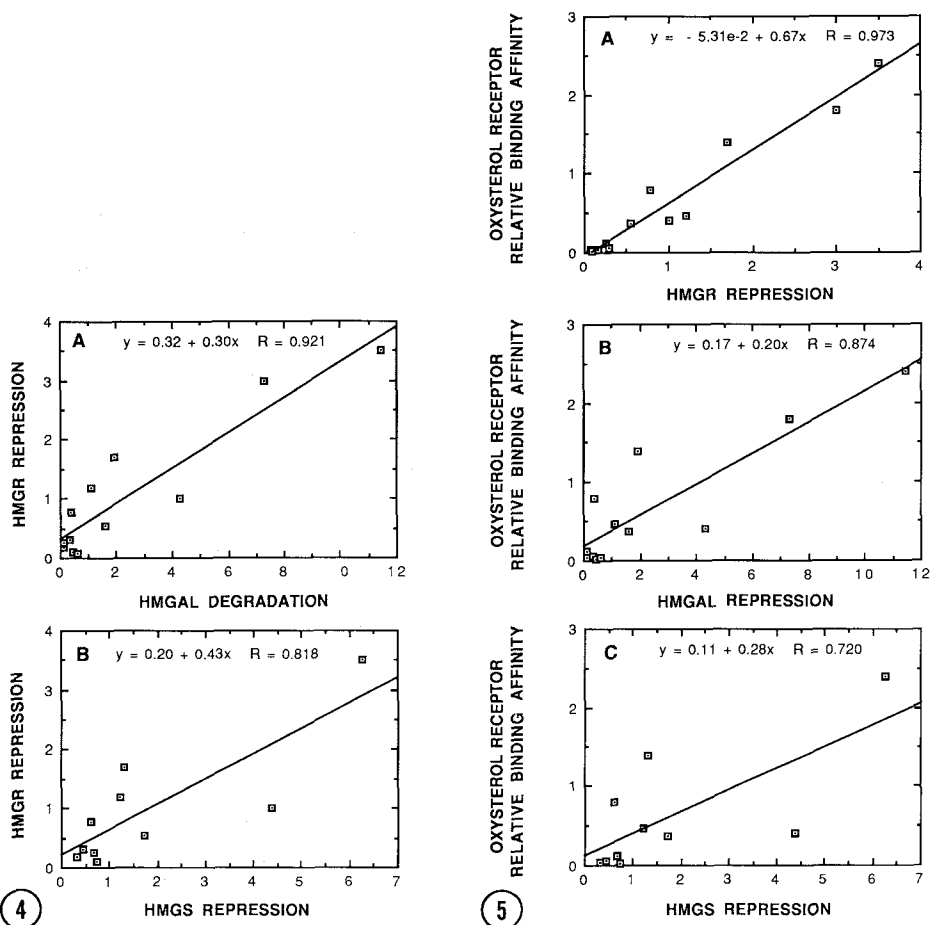 A
y = 0.32 + 0.30x R = 0.921
HMGR REPRESSION
4
3
2
1
0
0 2 4 6 8 0 12
HMGAL DEGRADATION
B
y = 0.20 + 0.43x R = 0.818
HMGR REPRESSION
4
3
2
1
0
0 1 2 3 4 5 6 7
HMGS REPRESSION
4
A
y = - 5.31e-2 + 0.67x R = 0.973
OXYSTEROL RECEPTOR
RELATIVE BINDING AFFINITY
3
2
1
0
0 1 2 3 4
HMGR REPRESSION
B
y = 0.17 + 0.20x R = 0.874
OXYSTEROL RECEPTOR
RELATIVE BINDING AFFINITY
3
2
1
0
0 2 4 6 8 10 12
HMGAL REPRESSION
C
y = 0.11 + 0.28x R = 0.720
OXYSTEROL RECEPTOR
RELATIVE BINDING AFFINITY
3
2
1
0
0 1 2 3 4 5 6 7
HMGS REPRESSION
5